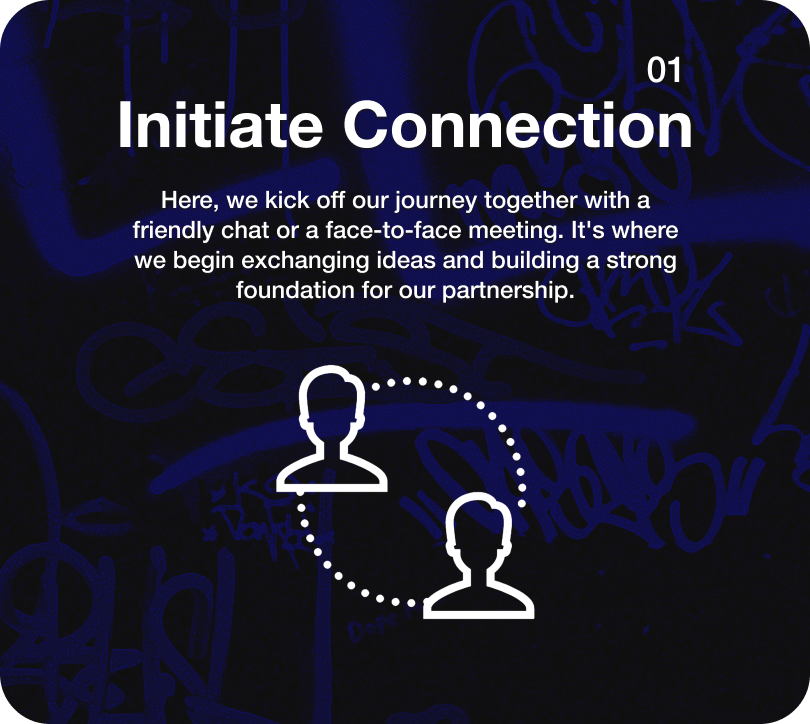 01
Initiate Connection
Here, we kick off our journey together with a
friendly chat or a face-to-face meeting. It's where
we begin exchanging ideas and building a strong
foundation for our partnership.